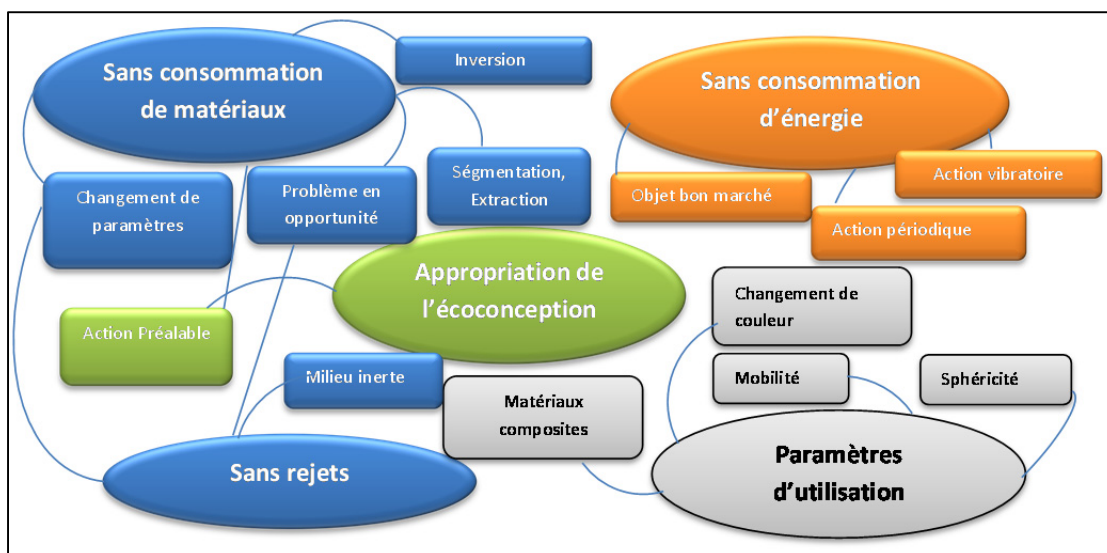 Sans consommation
de matériaux
Inversion
Sans consommation
d'énergie
Changement de
paramètres
Problème en
opportunité
Ségmentation,
Extraction
Objet bon marché
Action vibratoire
Action périodique
Appropriation de
l'écoconception
Action Préalable
Changement de
couleur
Milieu inerte
Matériaux
composites
Mobilité
Sphéricité
Sans rejets
Paramètres
d'utilisation